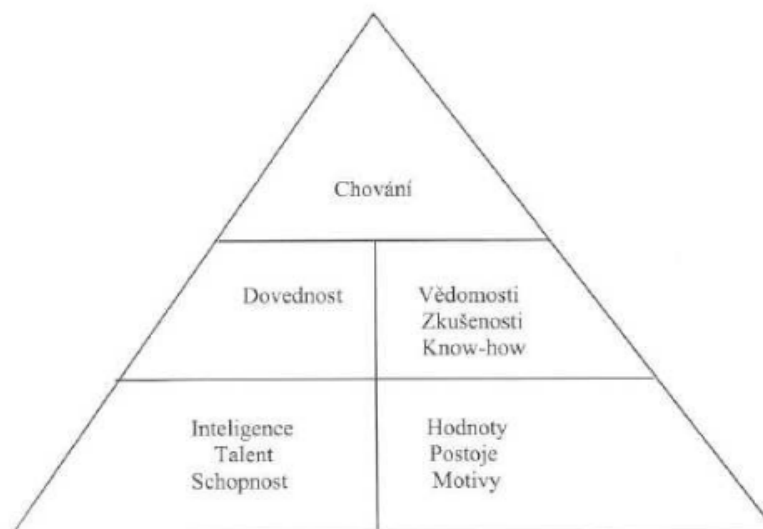 Chování
Dovednost
Vědomosti
Zkušenosti
Know-how
Inteligence
Talent
Schopnost
Hodnoty
Postoje
Motivy